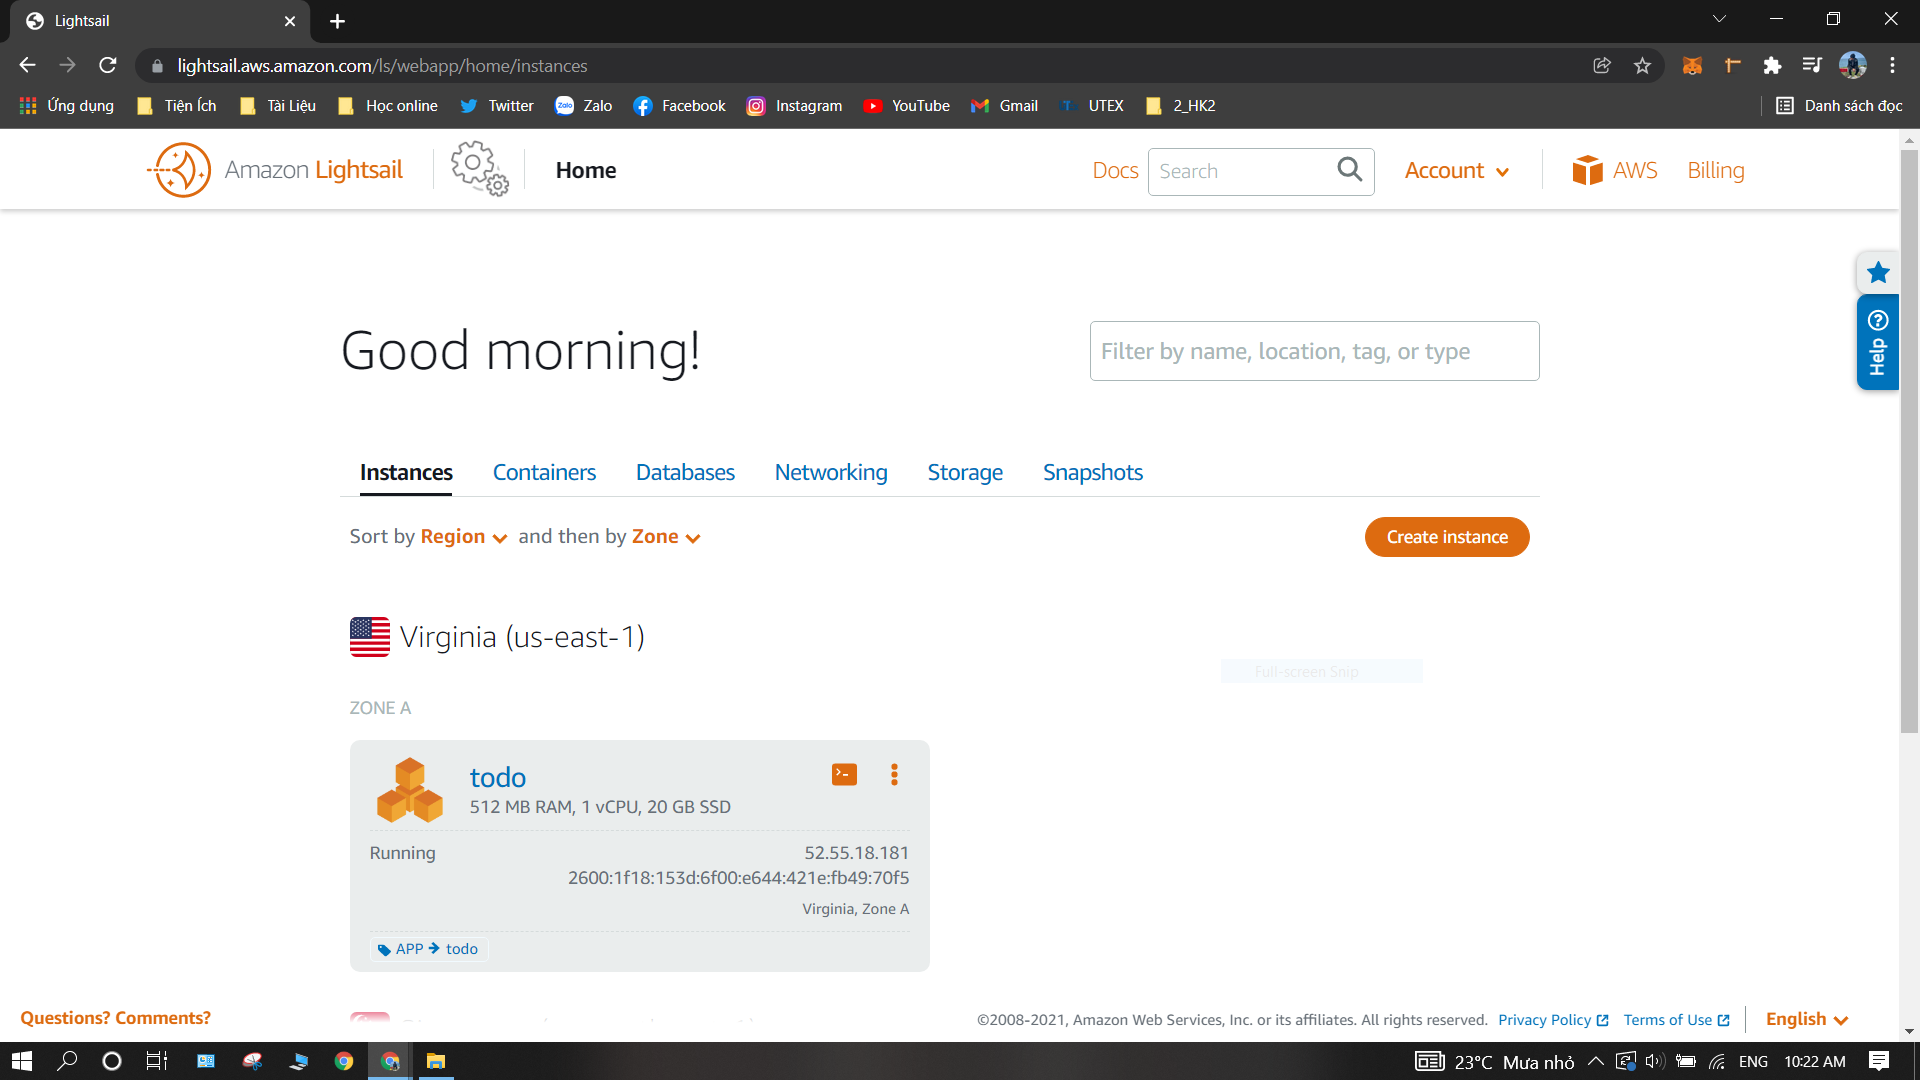 Lightsail
lightsail.aws.amazon.com/ls/webapp/home/instances
Ứng dụng Tiện Ích Tài Liệu Học online Twitter Zalo Facebook Instagram YouTube Gmail UTEX 2_HK2 Danh sách đọc
Amazon Lightsail Home Docs Search Account AWS Billing
Help
Good morning!
Filter by name, location, tag, or type
Instances Containers Databases Networking Storage Snapshots
Sort by Region and then by Zone Create instance
Virginia (us-east-1)
Full-screen Snip
ZONE A
todo
512 MB RAM, 1 vCPU, 20 GB SSD
Running 52.55.18.181
2600:1f18:153d:6f00:e644:421e:fb49:70f5
Virginia, Zone A
APP → todo
Questions? Comments? ©2008-2021, Amazon Web Services, Inc. or its affiliates. All rights reserved. Privacy Policy Terms of Use English
23°C Mưa nhỏ ENG 10:22 AM